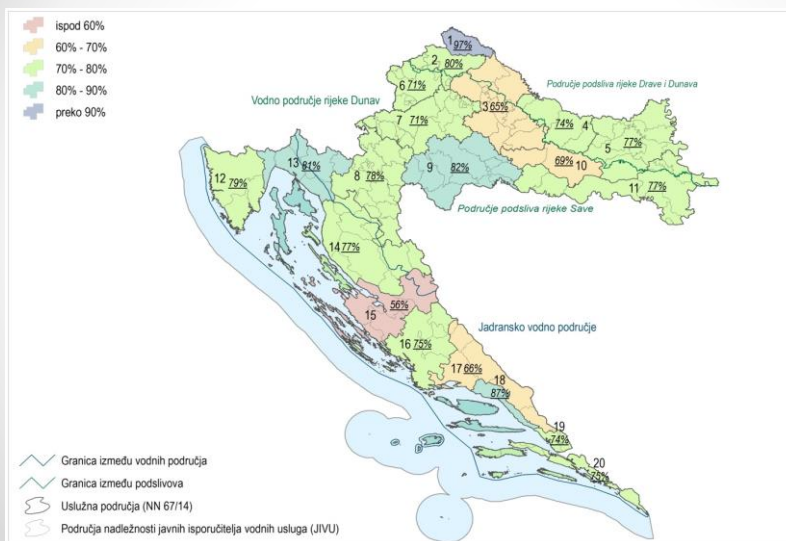 ispod 60%
60% - 70%
70% - 80%
80% - 90%
preko 90%
1 97%
2 80%
6 71%
Vodno područje rijeke Dunav
Područje podsliva rijeke Drave i Dunava
7 71%
3 65%
74% 4
5 77%
69% 10
13 81%
12 79%
8 78%
9 82%
11 77%
Područje podsliva rijeke Save
14 77%
56%
15
Jadransko vodno područje
16 75%
17 66%
18
87%
19
74%
20
75%
Granica između vodnih područja
Granica između podslivova
Uslužna područja (NN 67/14)
Područja nadležnosti javnih isporučitelja vodnih usluga (JIVU)